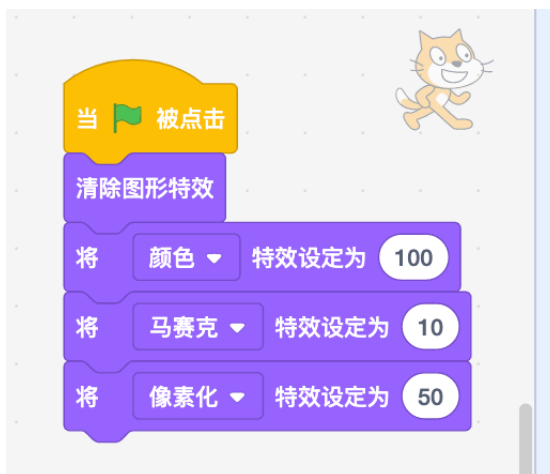 当 被点击
清除图形特效
将 颜色 特效设定为 100
将 马赛克 特效设定为 10
将 像素化 特效设定为 50